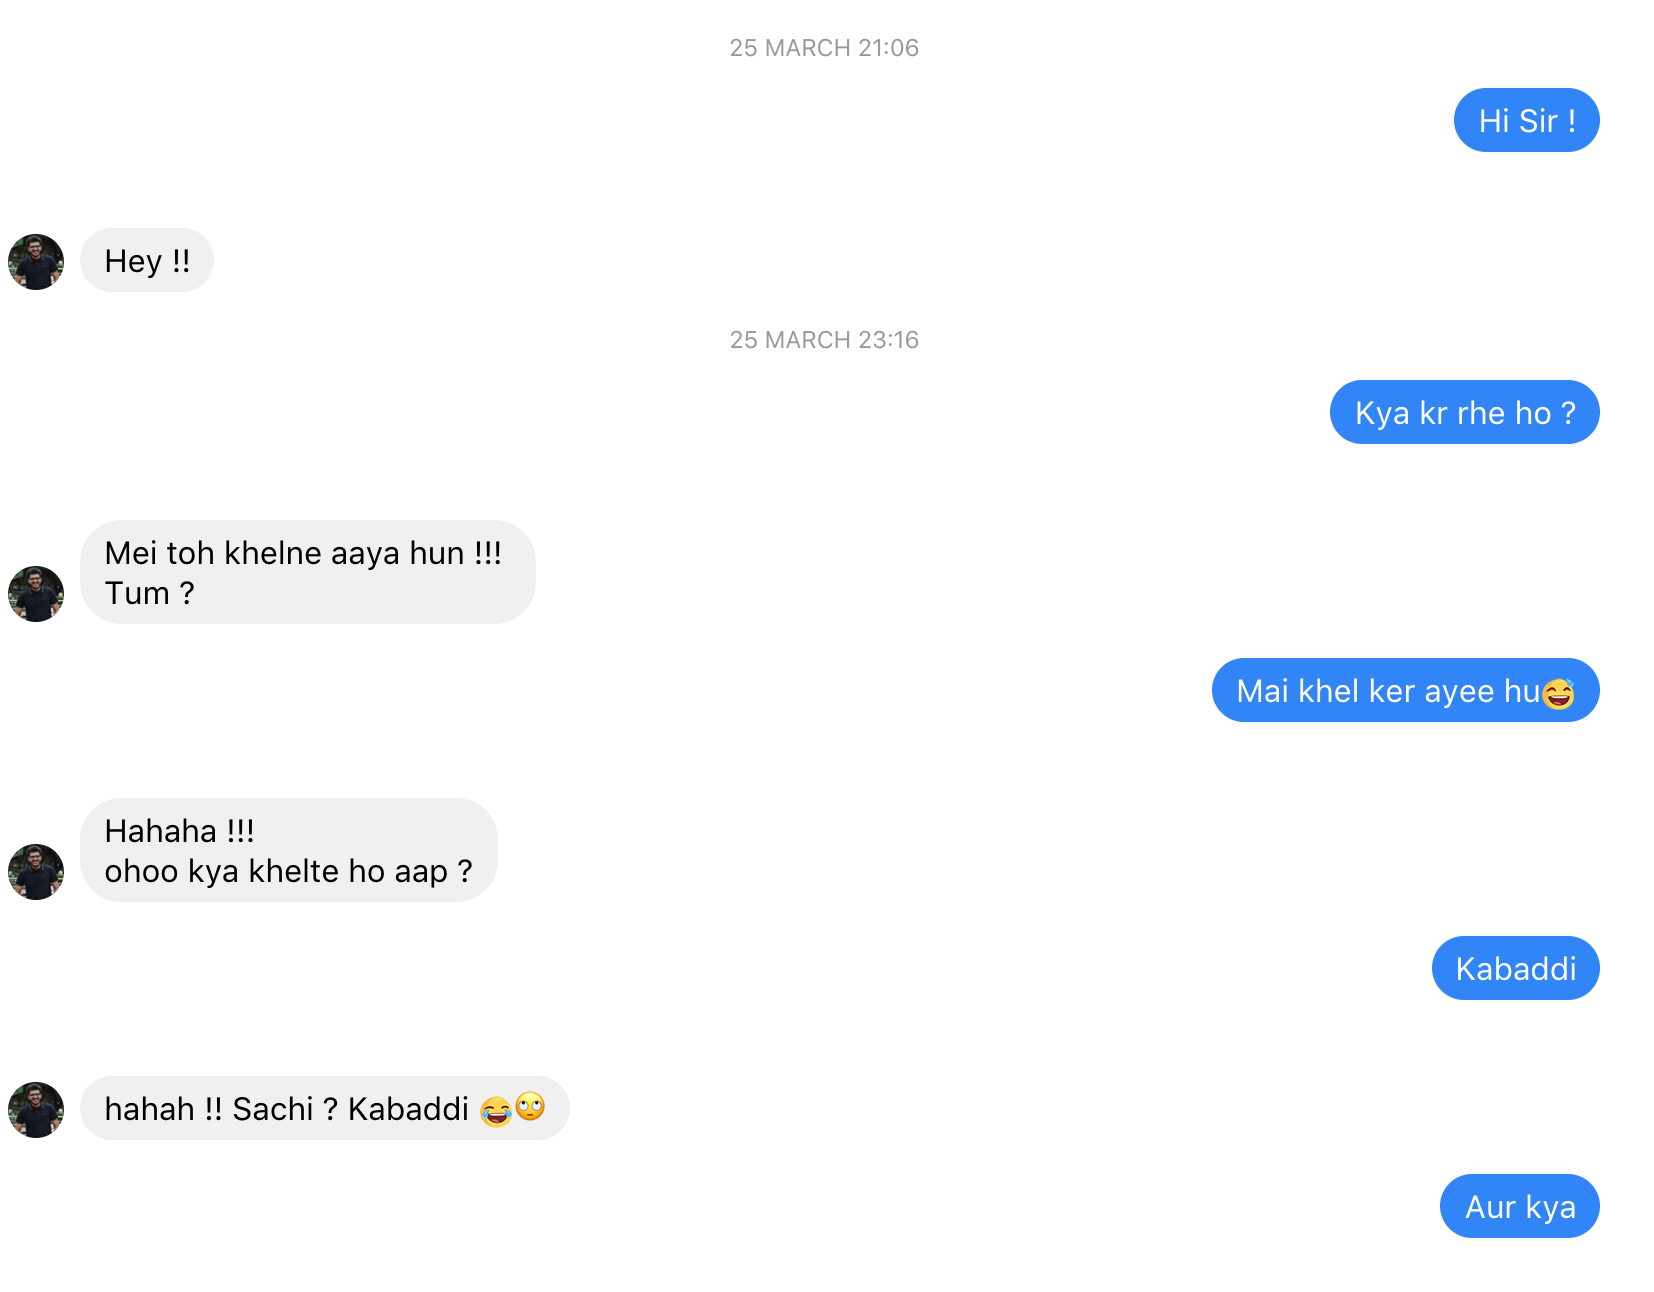 25 MARCH 21:06
Hi Sir !
Hey !!
25 MARCH 23:16
Kya kr rhe ho ?
Mei toh khelne aaya hun !!!
Tum ?
Mai khel ker ayee hu😅
Hahaha !!!
ohoo kya khelte ho aap ?
Kabaddi
hahah !! Sachi ? Kabaddi 😂🙄
Aur kya